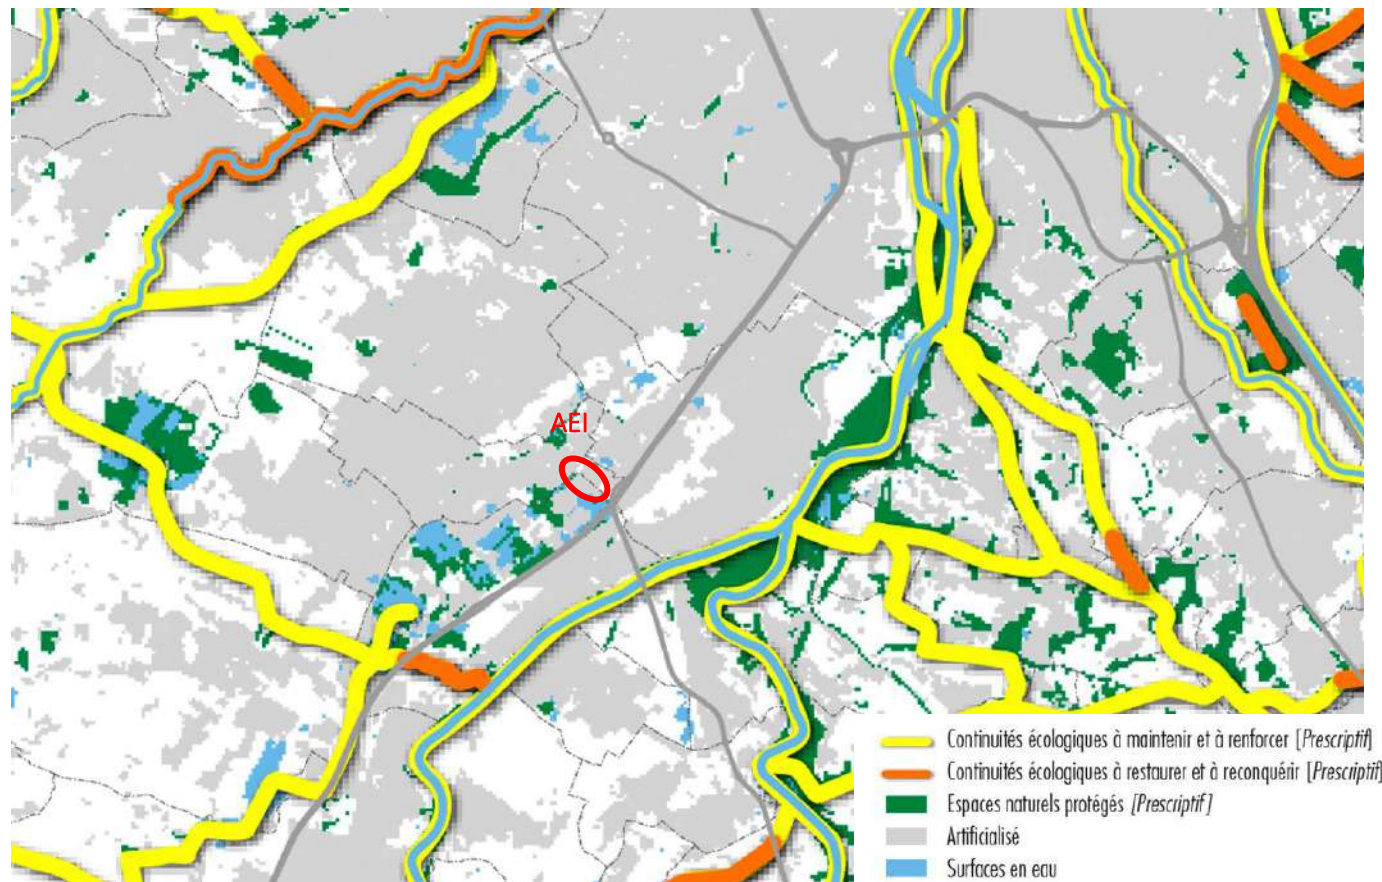 AEI
Continuités écologiques à maintenir et à renforcer [Prescriptif]
Continuités écologiques à restaurer et à reconquérir [Prescriptif]
Espaces naturels protégés [Prescriptif]
Artificialisé
Surfaces en eau